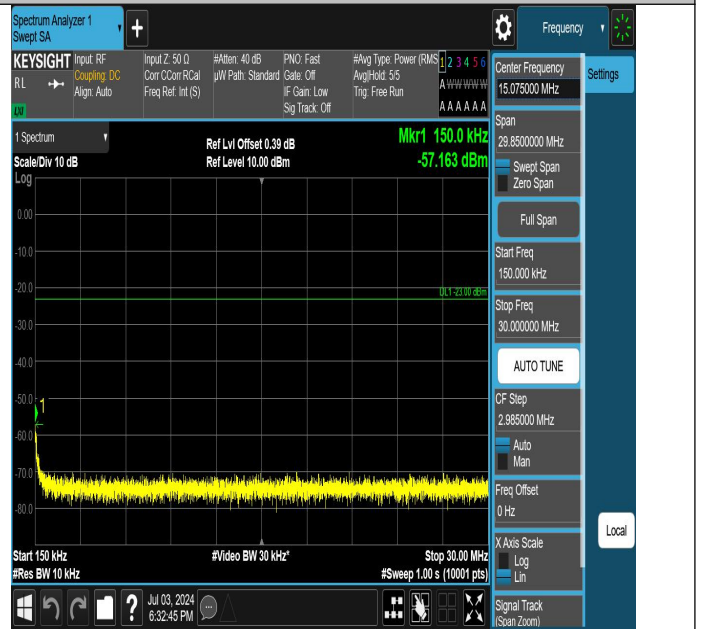 Spectrum Analyzer 1
Swept SA
+
Frequency
KEYSIGHT
RL
Input: RF
Coupling: DC
Align: Auto
Input Z: 50 Ω
Corr CCorr RCal
Freq Ref: Int (S)
#Atten: 40 dB
µW Path: Standard
PNO: Fast
Gate: Off
IF Gain: Low
Sig Track: Off
#Avg Type: Power (RMS
Avg|Hold: 5/5
Trig: Free Run
1 2 3 4 5 6
A W W W W W
A A A A A A
LXI
1 Spectrum
Scale/Div 10 dB
Ref Lvl Offset 0.39 dB
Ref Level 10.00 dBm
Mkr1 150.0 kHz
-57.163 dBm
Log
0.00
-10.0
-20.0
DL1 -23.00 dBm
-30.0
-40.0
-50.0
1
-60.0
-70.0
-80.0
Start 150 kHz
#Video BW 30 kHz*
Stop 30.00 MHz
#Res BW 10 kHz
#Sweep 1.00 s (10001 pts)
Center Frequency
15.075000 MHz
Settings
Span
29.8500000 MHz
Swept Span
Zero Span
Full Span
Start Freq
150.000 kHz
Stop Freq
30.000000 MHz
AUTO TUNE
CF Step
2.985000 MHz
Auto
Man
Freq Offset
0 Hz
X Axis Scale
Log
Lin
Local
Signal Track
(Span Zoom)
?
Jul 03, 2024
6:32:45 PM